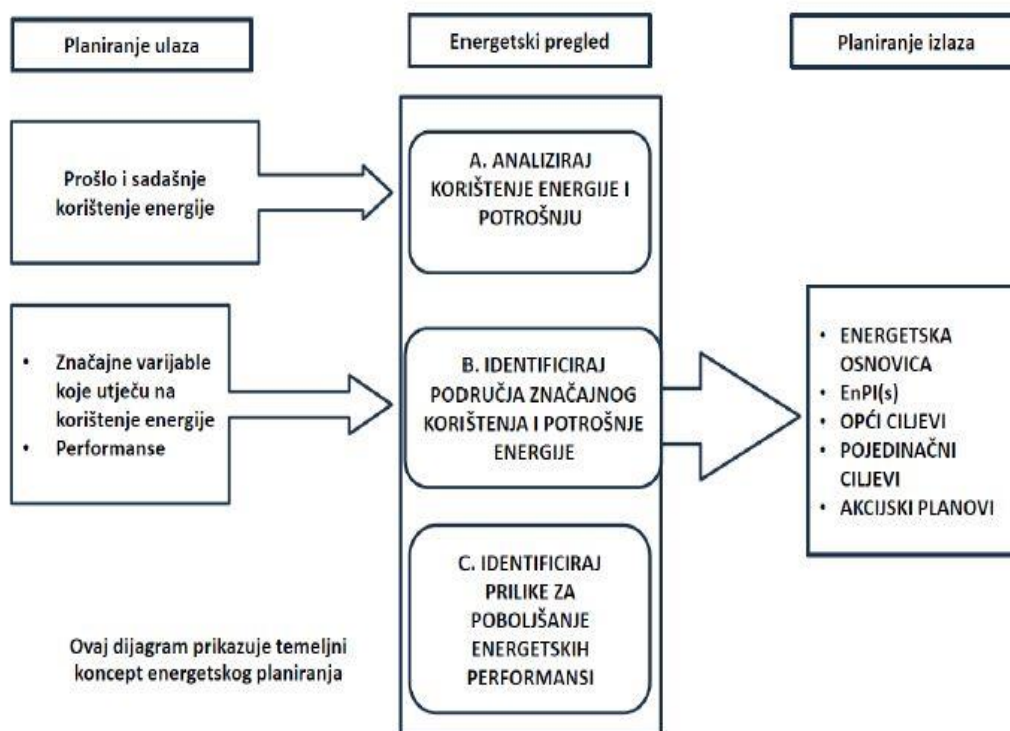 Planiranje ulaza
Energetski pregled
Planiranje izlaza
Prošlo i sadašnje
korištenje energije
A. ANALIZIRAJ
KORIŠTENJE ENERGIJE I
POTROŠNJU
• Značajne varijable
koje utječu na
korištenje energije
• Performanse
B. IDENTIFICIRAJ
PODRUČJA ZNAČAJNOG
KORIŠTENJA I POTROŠNJE
ENERGIJE
• ENERGETSKA
OSNOVICA
• EnPI(s)
• OPĆI CILJEVI
• POJEDINAČNI
CILJEVI
• AKCIJSKI PLANOVI
C. IDENTIFICIRAJ
PRILIKE ZA
POBOLJŠANJE
ENERGETSKIH
PERFORMANSI
Ovaj dijagram prikazuje temeljni
koncept energetskog planiranja